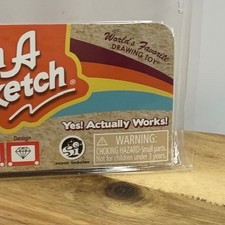 World's Favorite
DRAWING TOY
A
ketch
Yes! Actually Works!
Design
WARNING:
CHOKING HAZARD-Small parts
Not for children under 3 years.